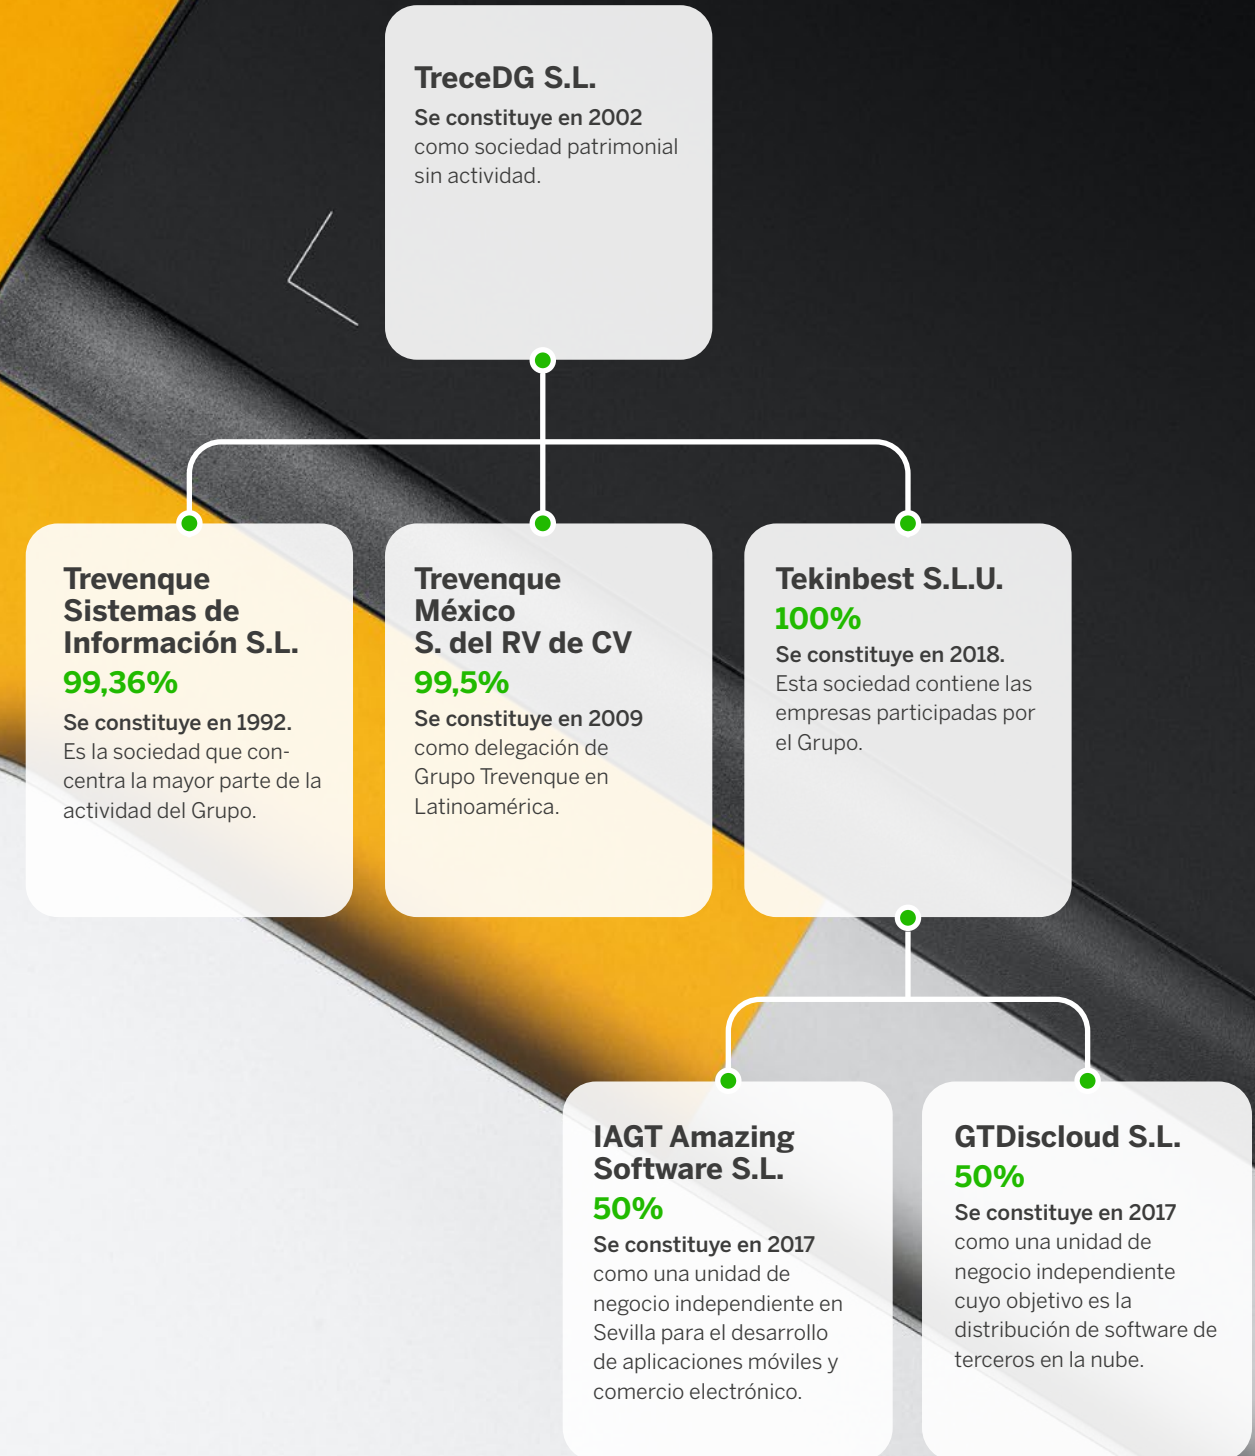 TreceDG S.L.
Se constituye en 2002
como sociedad patrimonial
sin actividad.
Trevenque
Sistemas de
Información S.L.
99,36%
Se constituye en 1992.
Es la sociedad que con-
centra la mayor parte de la
actividad del Grupo.
Trevenque
México
S. del RV de CV
99,5%
Se constituye en 2009
como delegación de
Grupo Trevenque en
Latinoamérica.
Tekinbest S.L.U.
100%
Se constituye en 2018.
Esta sociedad contiene las
empresas participadas por
el Grupo.
IAGT Amazing
Software S.L.
50%
Se constituye en 2017
como una unidad de
negocio independiente en
Sevilla para el desarrollo
de aplicaciones móviles y
comercio electrónico.
GTDiscloud S.L.
50%
Se constituye en 2017
como una unidad de
negocio independiente
cuyo objetivo es la
distribución de software de
terceros en la nube.